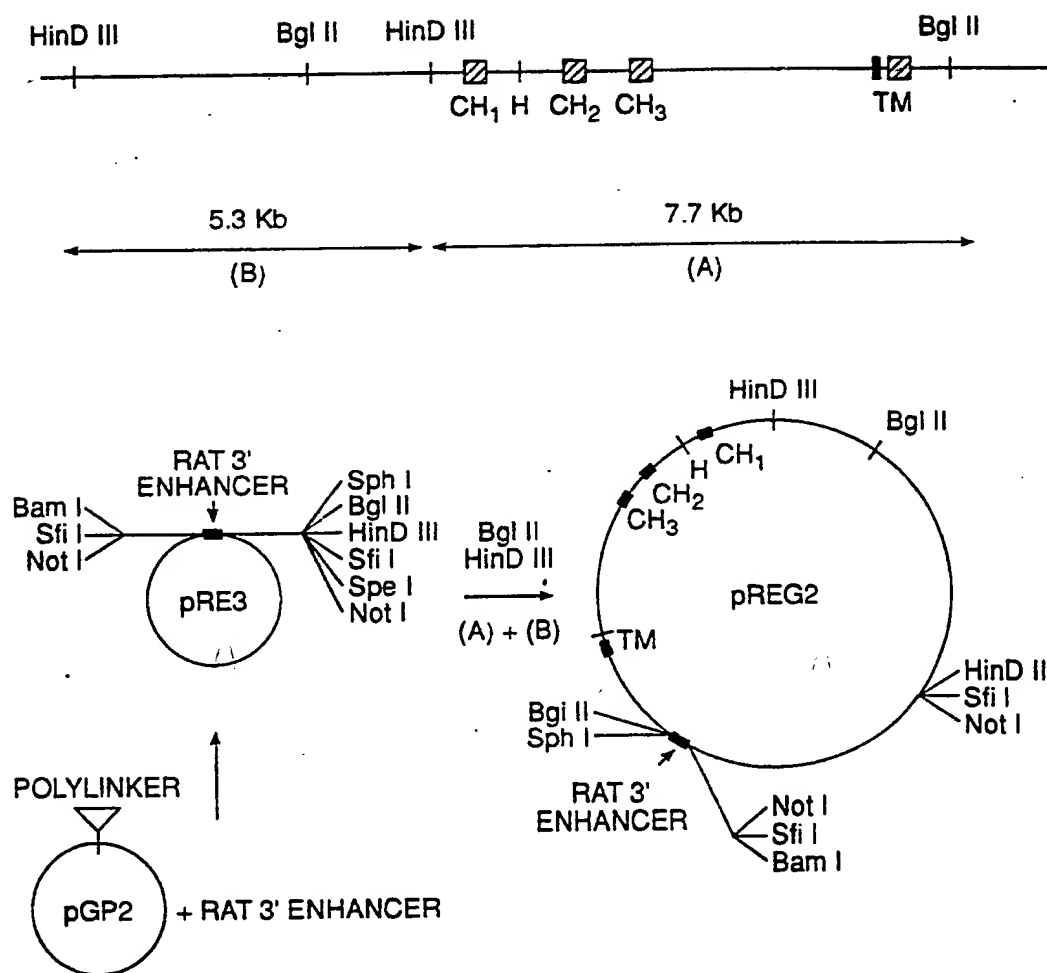 HinD III Bgl II HinD III Bgl II
CH1 H CH2 CH3 TM
5.3 Kb 7.7 Kb
(B) (A)
RAT 3'
ENHANCER
Bam I
Sfi I
Not I
Sph I
Bgl II
HinD III
Sfi I
Spe I
Not I
pRE3
Bgl II
HinD III
(A) + (B)
HinD III
Bgl II
CH1
H
CH2
CH3
pREG2
TM
HinD II
Sfi I
Not I
Bgi II
Sph I
RAT 3'
ENHANCER
Not I
Sfi I
Bam I
POLYLINKER
pGP2 + RAT 3' ENHANCER